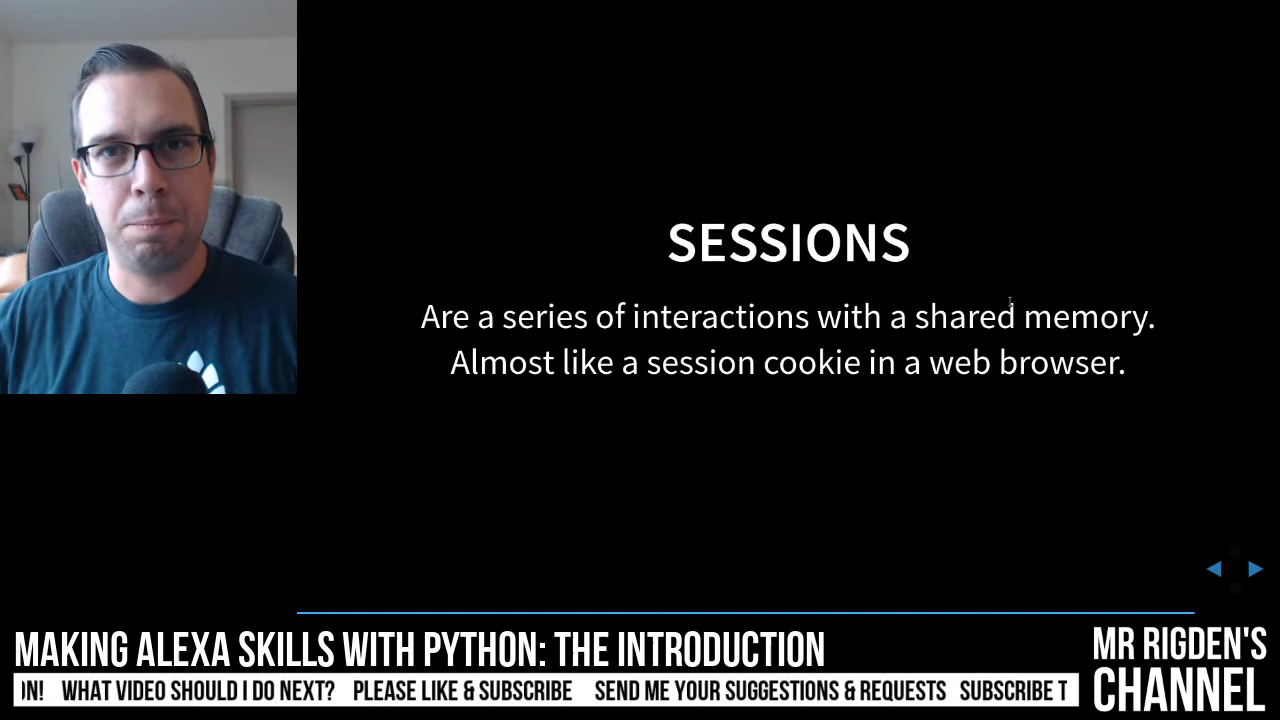 SESSIONS
Are a series of interactions with a shared memory.
Almost like a session cookie in a web browser.
MAKING ALEXA SKILLS WITH PYTHON: THE INTRODUCTION
MR RIGDEN'S
CHANNEL
ON! WHAT VIDEO SHOULD I DO NEXT? PLEASE LIKE & SUBSCRIBE SEND ME YOUR SUGGESTIONS & REQUESTS SUBSCRIBE T